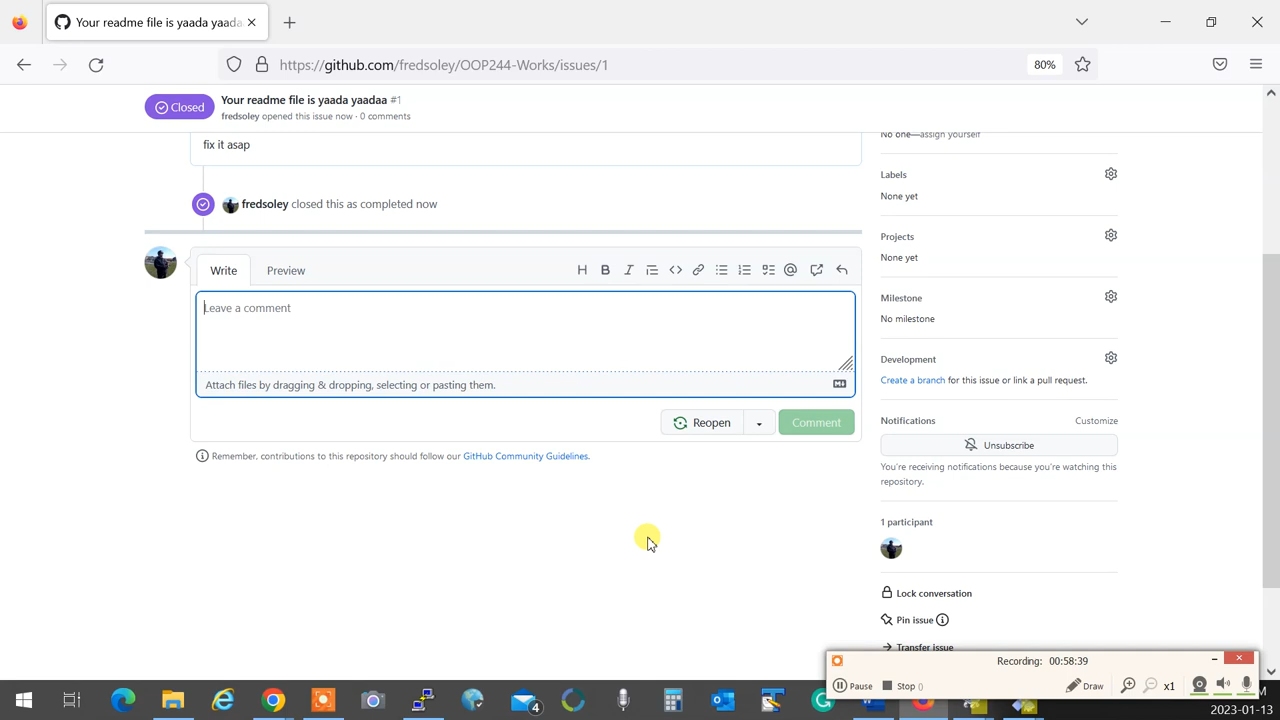 Your readme file is yaada yaada
https://github.com/fredsoley/OOP244-Works/issues/1
80%
Closed
Your readme file is yaada yaadaa #1
fredsoley opened this issue now · 0 comments
fix it asap
fredsoley closed this as completed now
Write
Preview
Leave a comment
Attach files by dragging & dropping, selecting or pasting them.
Reopen
Comment
Remember, contributions to this repository should follow our GitHub Community Guidelines.
No one—assign yourself
Labels
None yet
Projects
None yet
Milestone
No milestone
Development
Create a branch for this issue or link a pull request.
Notifications
Customize
Unsubscribe
You're receiving notifications because you're watching this
repository.
1 participant
Lock conversation
Pin issue
Transfer issue
Recording: 00:58:39
Pause
Stop ()
Draw
x1
4
2023-01-13